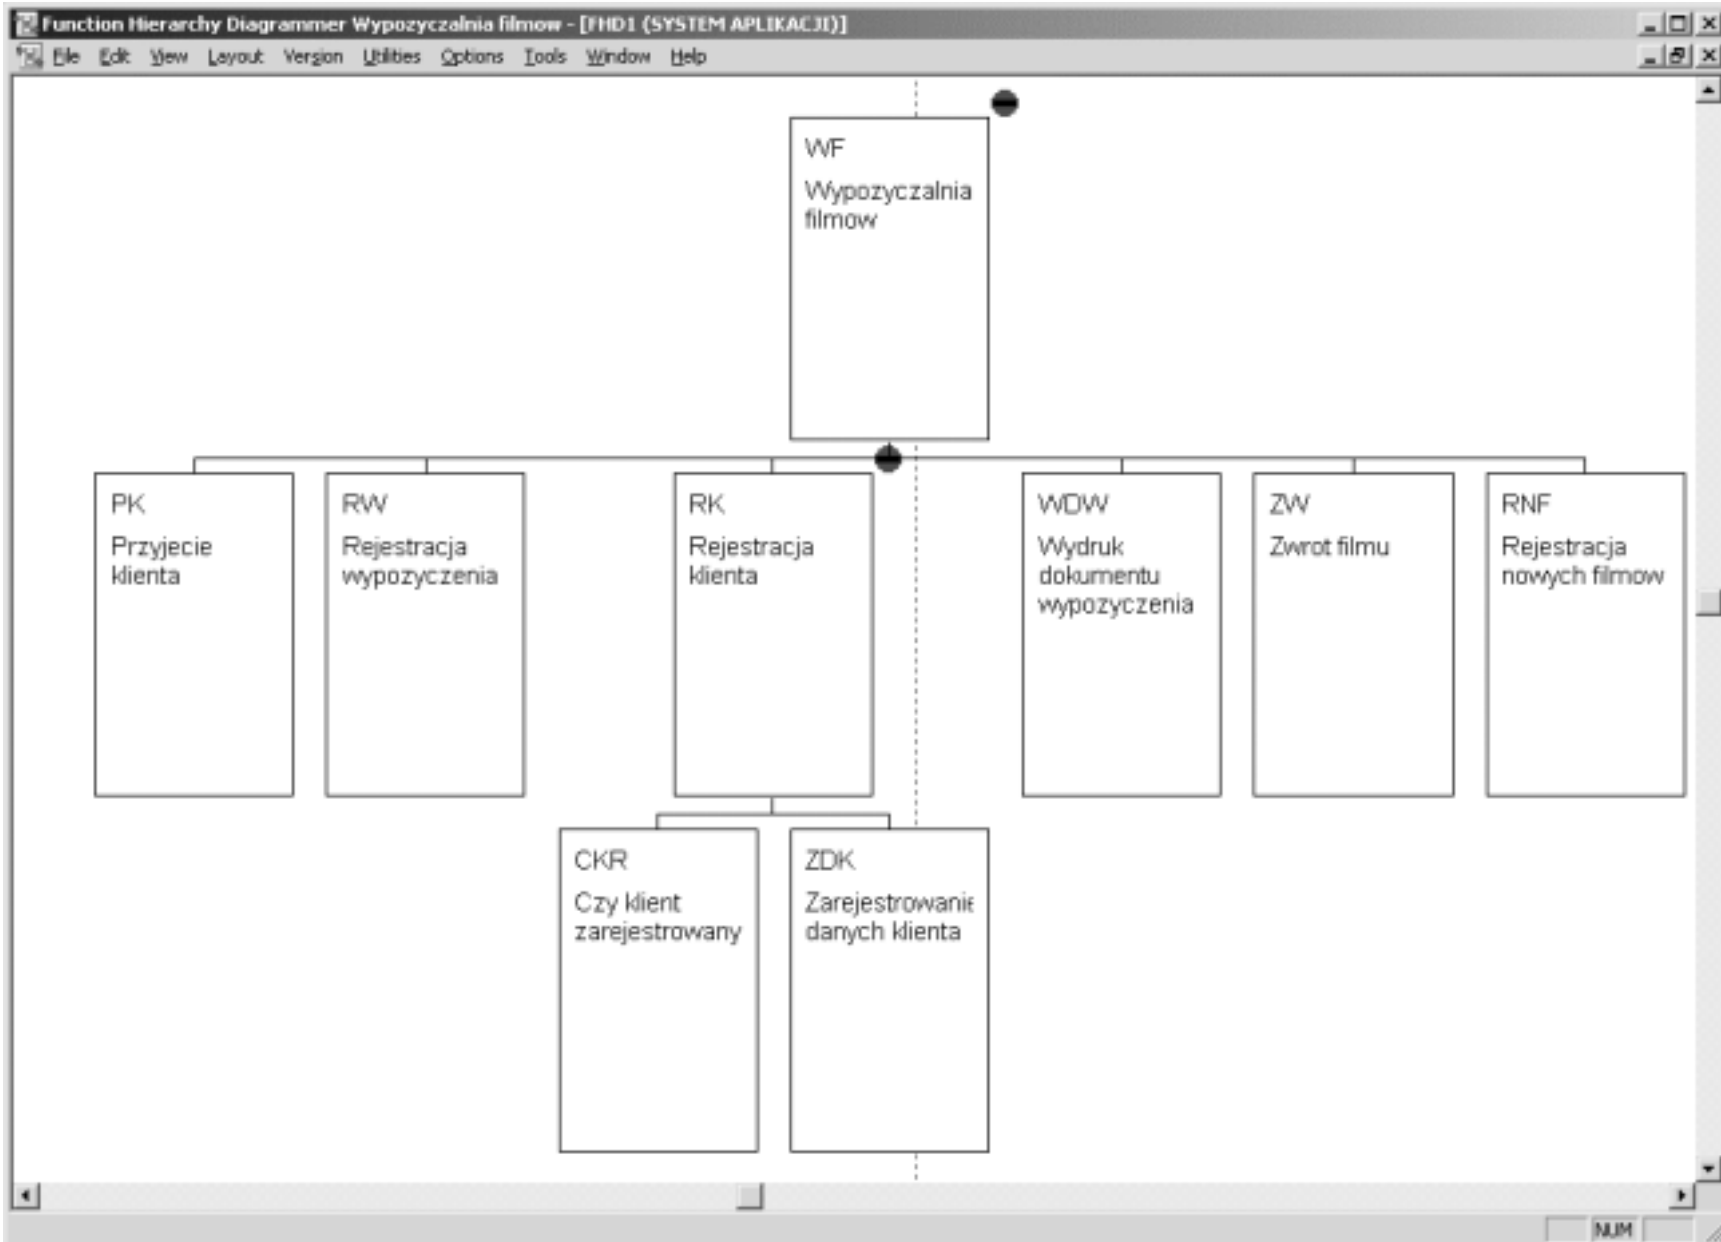 Function Hierarchy Diagrammer Wypozyczalnia filmow - [FHD1 (SYSTEM APLIKACJI)]
File Edit View Layout Version Utilities Options Tools Window Help
WF
Wypozyczalnia
filmow
PK
Przyjecie
klienta
RW
Rejestracja
wypozyczenia
RK
Rejestracja
klienta
WDW
Wydruk
dokumentu
wypozyczenia
ZW
Zwrot filmu
RNF
Rejestracja
nowych filmow
CKR
Czy klient
zarejestrowany
ZDK
Zarejestrowanie
danych klienta
NUM